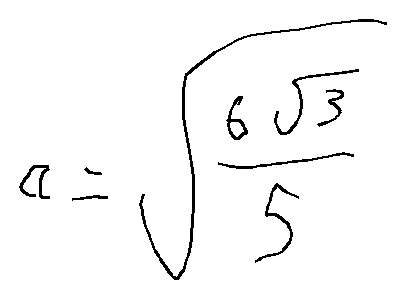 a = √(6√3 / 5)